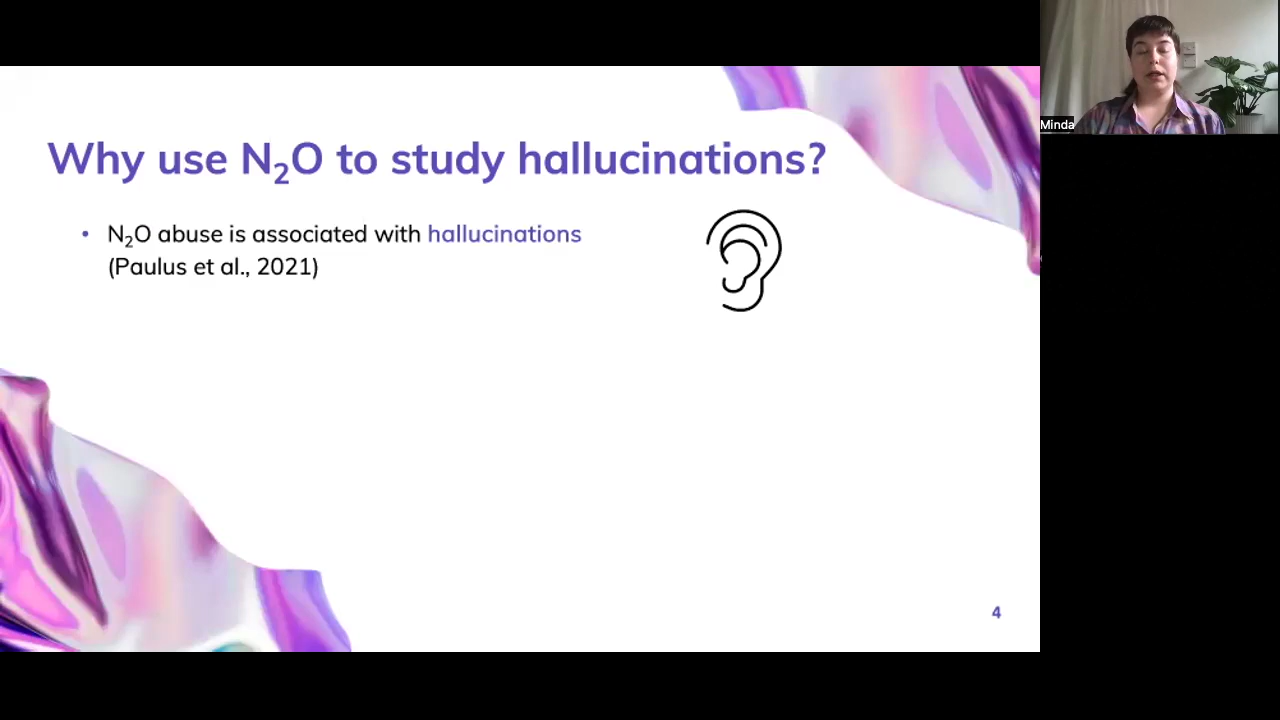 Why use N₂O to study hallucinations?
• N₂O abuse is associated with hallucinations
(Paulus et al., 2021)
Minda
4